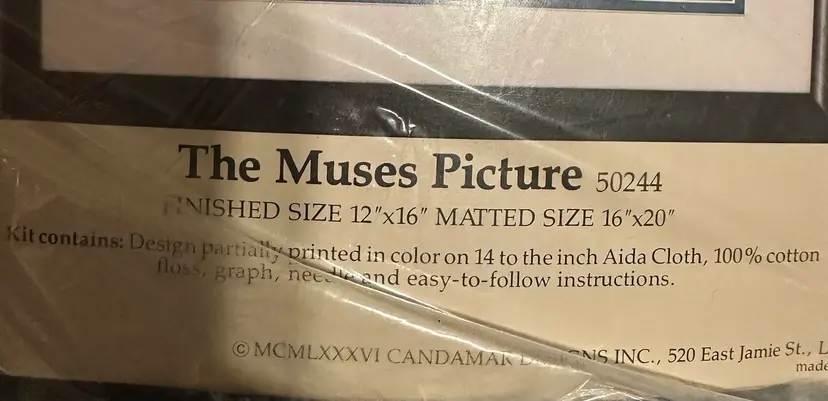 The Muses Picture 50244
FINISHED SIZE 12"x16" MATTED SIZE 16"x20"
Kit contains: Design partially printed in color on 14 to the inch Aida Cloth, 100% cotton
floss, graph, needle and easy-to-follow instructions.
© MCMLXXXVI CANDAMAR DESIGNS INC., 520 East Jamie St., L
made